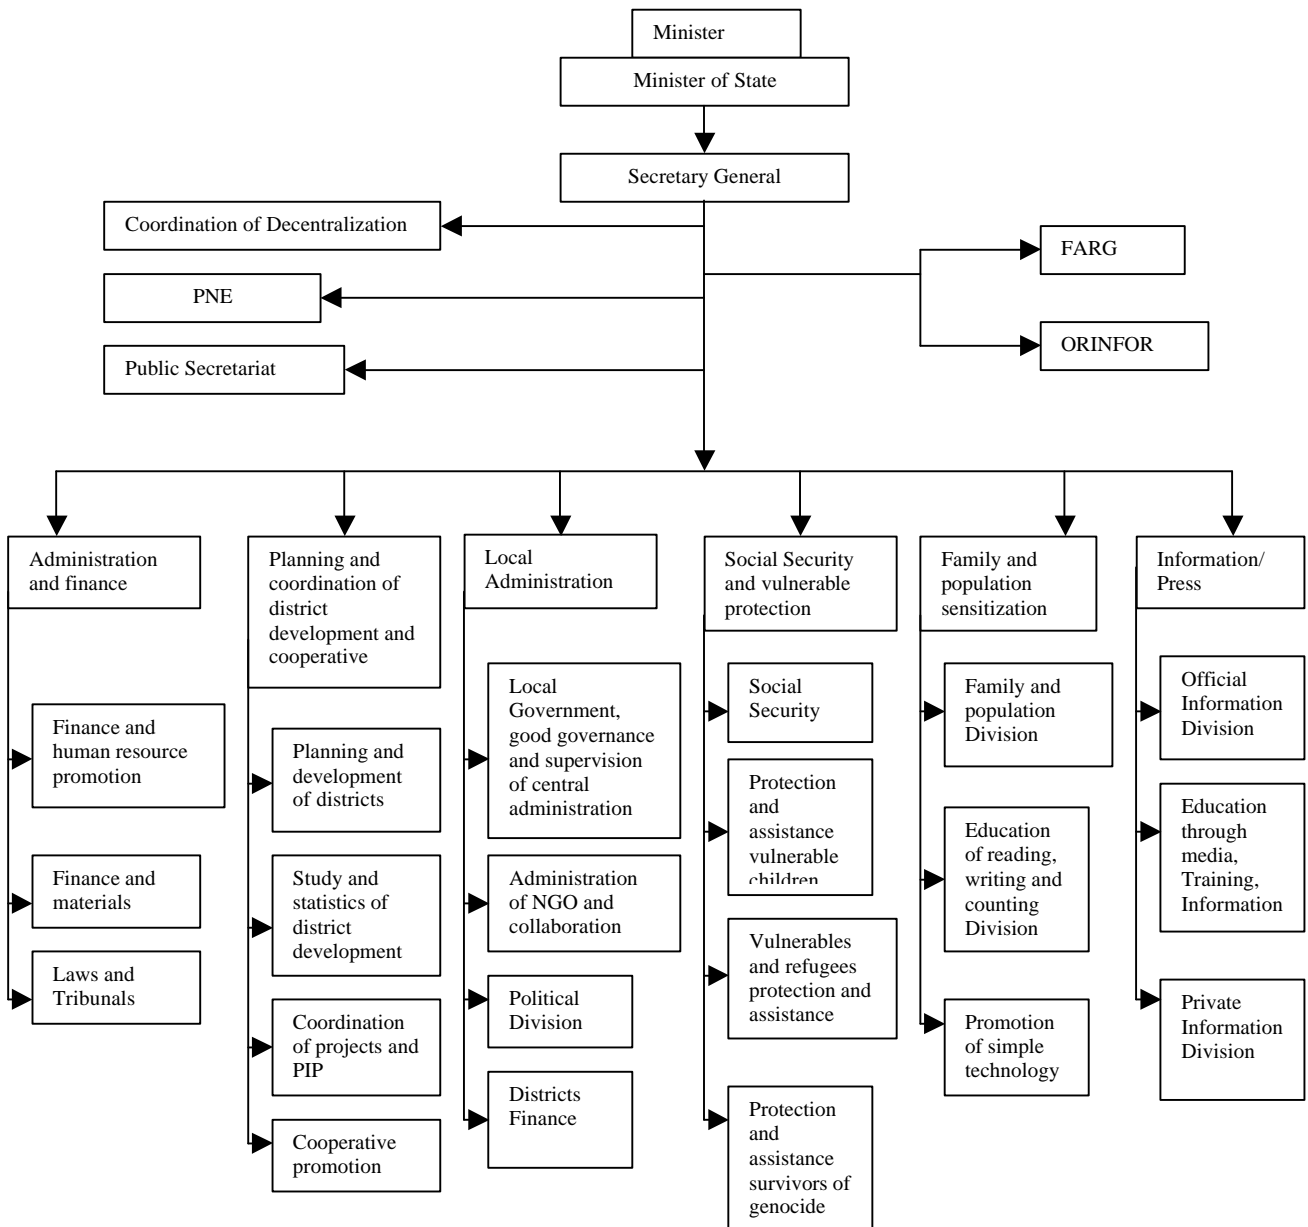 Minister
Minister of State
Secretary General
Coordination of Decentralization
FARG
PNE
ORINFOR
Public Secretariat
Administration
and finance
Finance and
human resource
promotion
Finance and
materials
Laws and
Tribunals
Planning and
coordination of
district
development and
cooperative
Planning and
development
of districts
Study and
statistics of
district
development
Coordination
of projects and
PIP
Cooperative
promotion
Local
Administration
Local
Government,
good governance
and supervision
of central
administration
Administration
of NGO and
collaboration
Political
Division
Districts
Finance
Social Security
and vulnerable
protection
Social
Security
Protection
and
assistance
vulnerable
children
Vulnerables
and refugees
protection and
assistance
Protection
and
assistance
survivors of
genocide
Family and
population
sensitization
Family and
population
Division
Education
of reading,
writing and
counting
Division
Promotion
of simple
technology
Information/
Press
Official
Information
Division
Education
through
media,
Training,
Information
Private
Information
Division